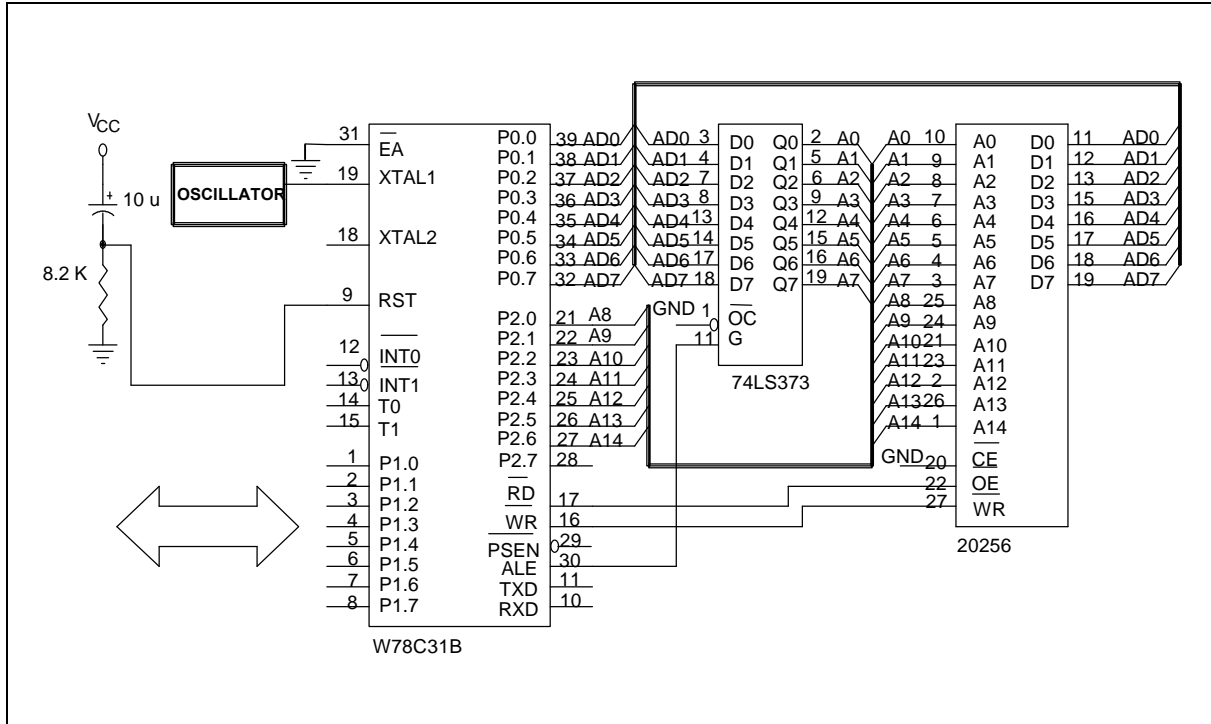 VCC
10 u
8.2 K
OSCILLATOR
31 EA
19 XTAL1
18 XTAL2
9 RST
12 INT0
13 INT1
14 T0
15 T1
1 P1.0
2 P1.1
3 P1.2
4 P1.3
5 P1.4
6 P1.5
7 P1.6
8 P1.7
P0.0 39 AD0
P0.1 38 AD1
P0.2 37 AD2
P0.3 36 AD3
P0.4 35 AD4
P0.5 34 AD5
P0.6 33 AD6
P0.7 32 AD7
P2.0 21 A8
P2.1 22 A9
P2.2 23 A10
P2.3 24 A11
P2.4 25 A12
P2.5 26 A13
P2.6 27 A14
P2.7 28
RD 17
WR 16
PSEN 29
ALE 30
TXD 11
RXD 10
W78C31B
AD0 3 D0 Q0 2 A0
AD1 4 D1 Q1 5 A1
AD2 7 D2 Q2 6 A2
AD3 8 D3 Q3 9 A3
AD4 13 D4 Q4 12 A4
AD5 14 D5 Q5 15 A5
AD6 17 D6 Q6 16 A6
AD7 18 D7 Q7 19 A7
GND 1 OC
11 G
74LS373
A0 10 A0 D0 11 AD0
A1 9 A1 D1 12 AD1
A2 8 A2 D2 13 AD2
A3 7 A3 D3 15 AD3
A4 6 A4 D4 16 AD4
A5 5 A5 D5 17 AD5
A6 4 A6 D6 18 AD6
A7 3 A7 D7 19 AD7
A8 25 A8
A9 24 A9
A10 21 A10
A11 23 A11
A12 2 A12
A13 26 A13
A14 1 A14
GND 20 CE
22 OE
27 WR
20256